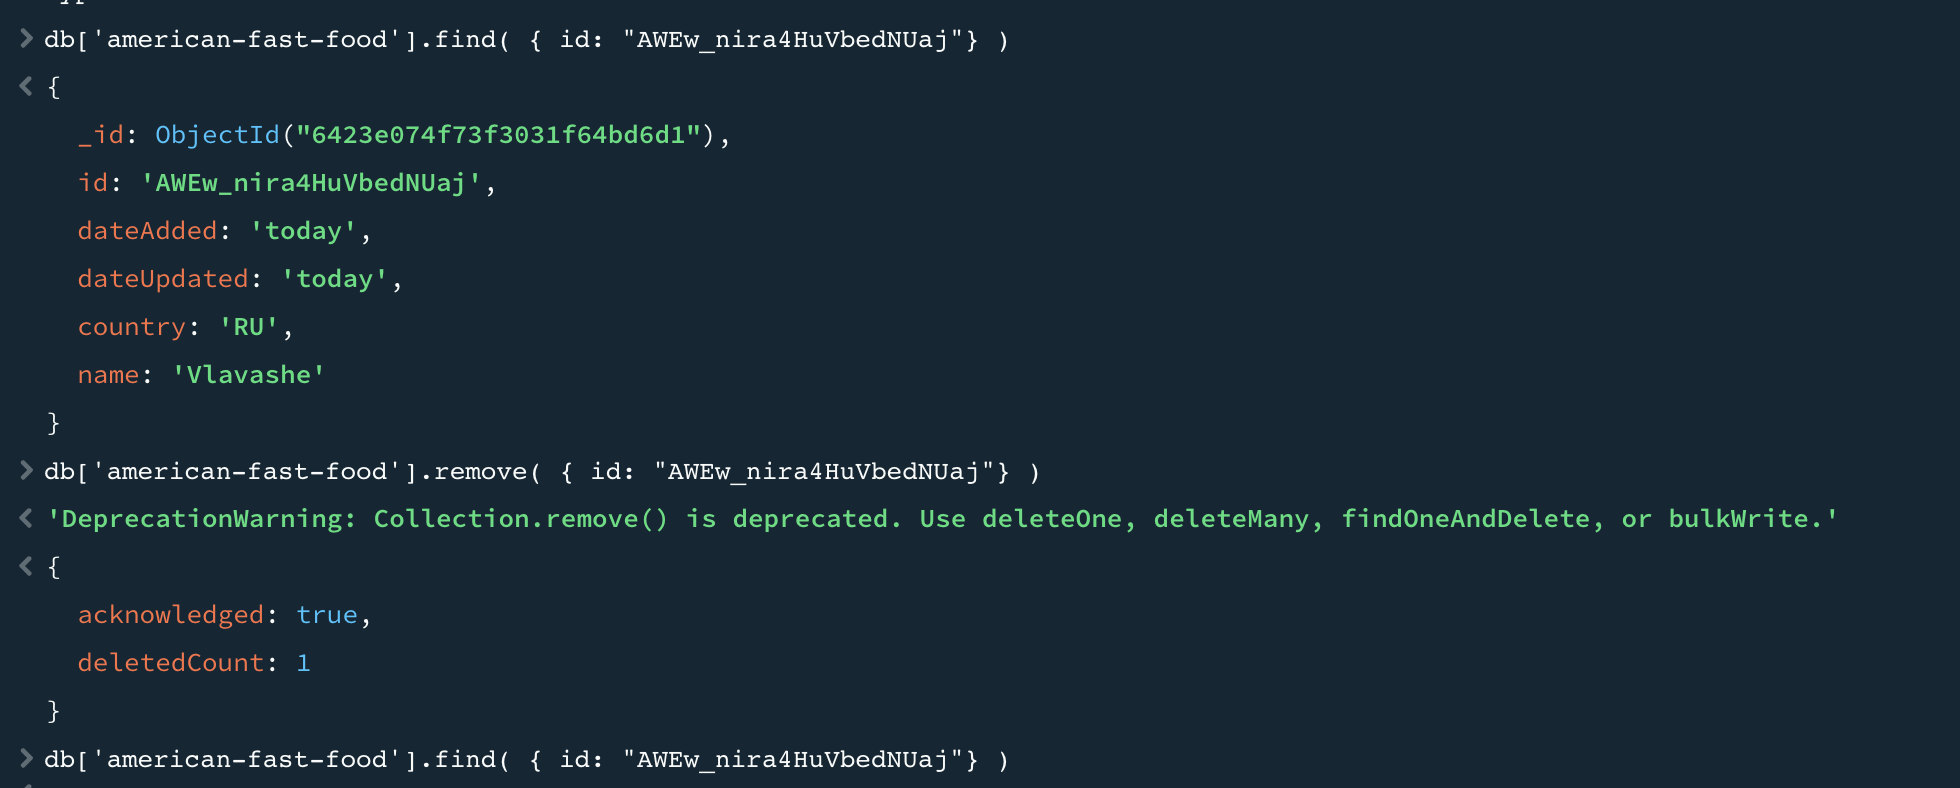 > db['american-fast-food'].find( { id: "AWEw_nira4HuVbedNUaj"} )
< {
_id: ObjectId("6423e074f73f3031f64bd6d1"),
id: 'AWEw_nira4HuVbedNUaj',
dateAdded: 'today',
dateUpdated: 'today',
country: 'RU',
name: 'Vlavashe'
}
> db['american-fast-food'].remove( { id: "AWEw_nira4HuVbedNUaj"} )
< 'DeprecationWarning: Collection.remove() is deprecated. Use deleteOne, deleteMany, findOneAndDelete, or bulkWrite.'
< {
acknowledged: true,
deletedCount: 1
}
> db['american-fast-food'].find( { id: "AWEw_nira4HuVbedNUaj"} )